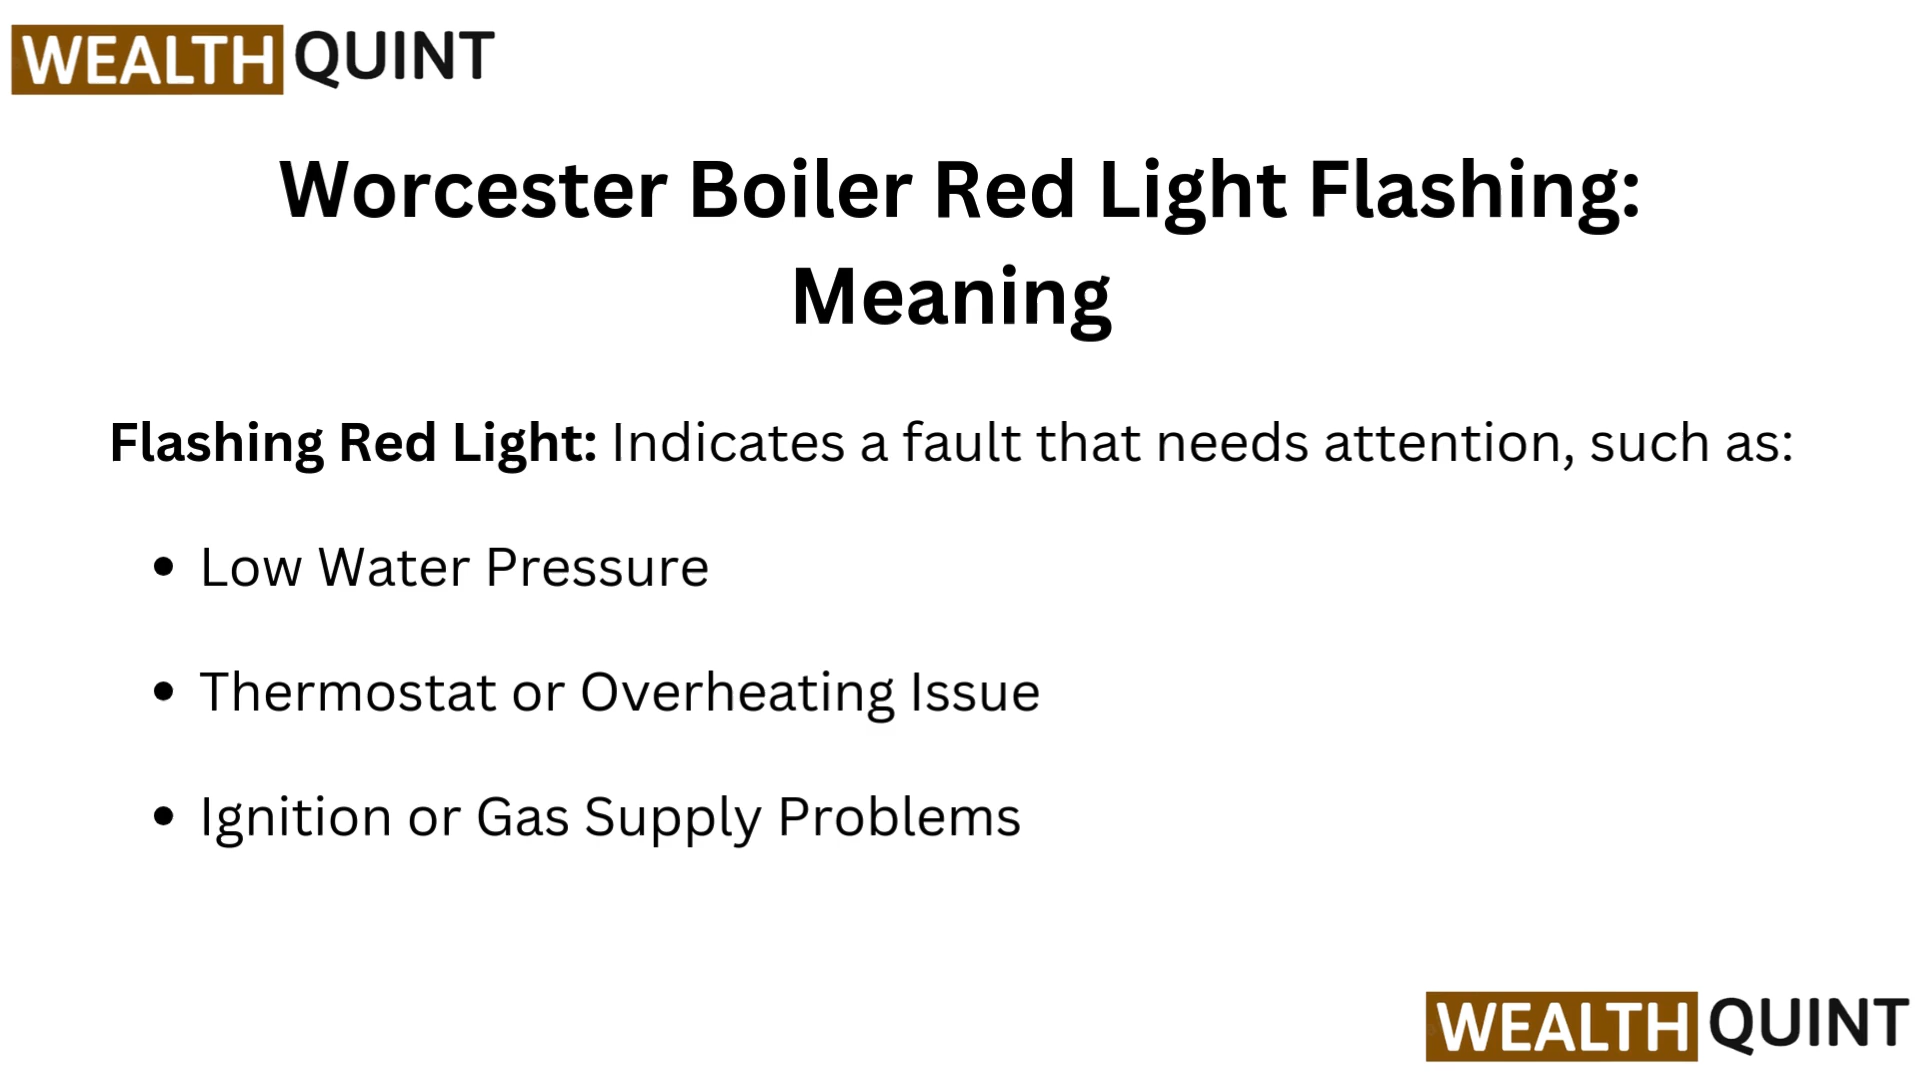 WEALTH QUINT
Worcester Boiler Red Light Flashing:
Meaning
Flashing Red Light: Indicates a fault that needs attention, such as:
• Low Water Pressure
• Thermostat or Overheating Issue
• Ignition or Gas Supply Problems
WEALTH QUINT